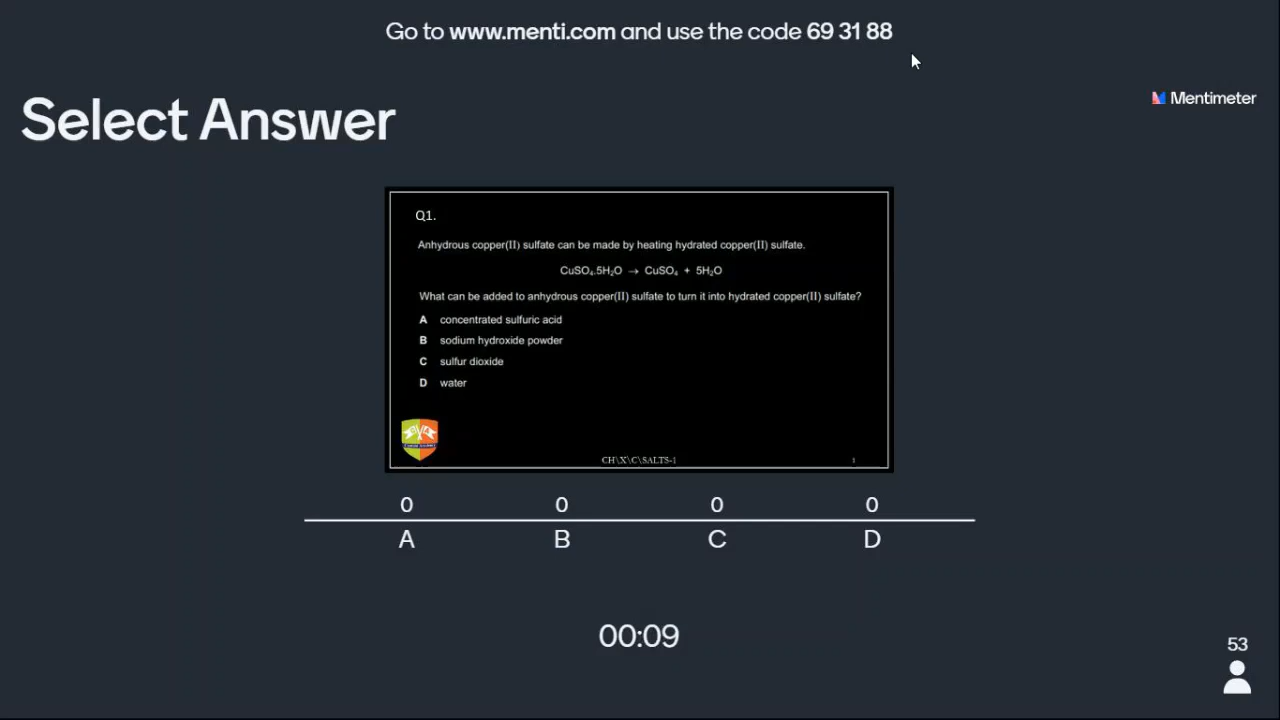 Go to www.menti.com and use the code 69 31 88
Mentimeter
Select Answer
Q1.
Anhydrous copper(II) sulfate can be made by heating hydrated copper(II) sulfate.
CuSO₄.5H₂O → CuSO₄ + 5H₂O
What can be added to anhydrous copper(II) sulfate to turn it into hydrated copper(II) sulfate?
A concentrated sulfuric acid
B sodium hydroxide powder
C sulfur dioxide
D water
CH\X\C\SALTS-1 1
0 0 0 0
A B C D
00:09
53